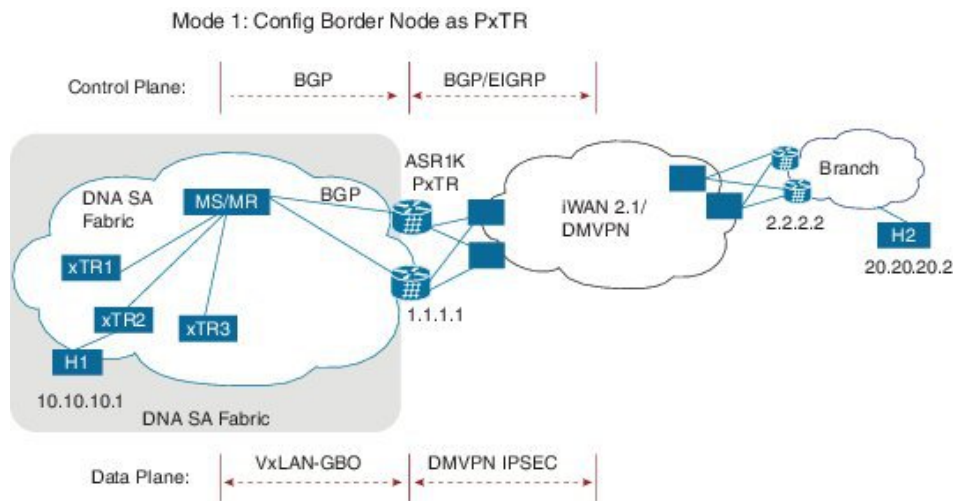 Mode 1: Config Border Node as PxTR
Control Plane:
BGP
BGP/EIGRP
ASR1K
PxTR
DNA SA
Fabric
MS/MR
BGP
iWAN 2.1/
DMVPN
Branch
2.2.2.2
H2
20.20.20.2
xTR1
xTR2
xTR3
1.1.1.1
H1
10.10.10.1
DNA SA Fabric
Data Plane:
VxLAN-GBO
DMVPN IPSEC